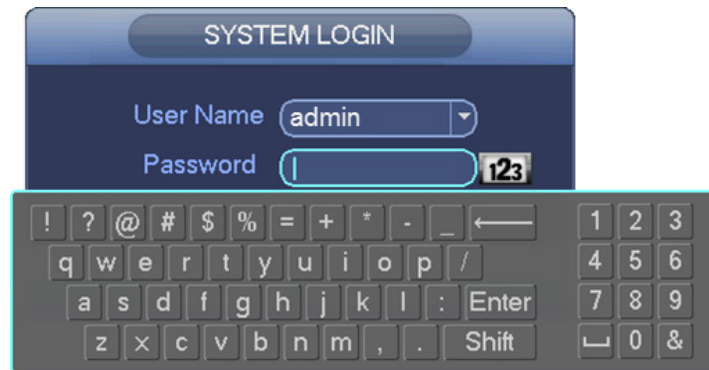 SYSTEM LOGIN
User Name admin
Password 123
! ? @ # $ % = + * - _ 1 2 3
q w e r t y u i o p / 4 5 6
a s d f g h j k l : Enter 7 8 9
z x c v b n m , . Shift 0 &